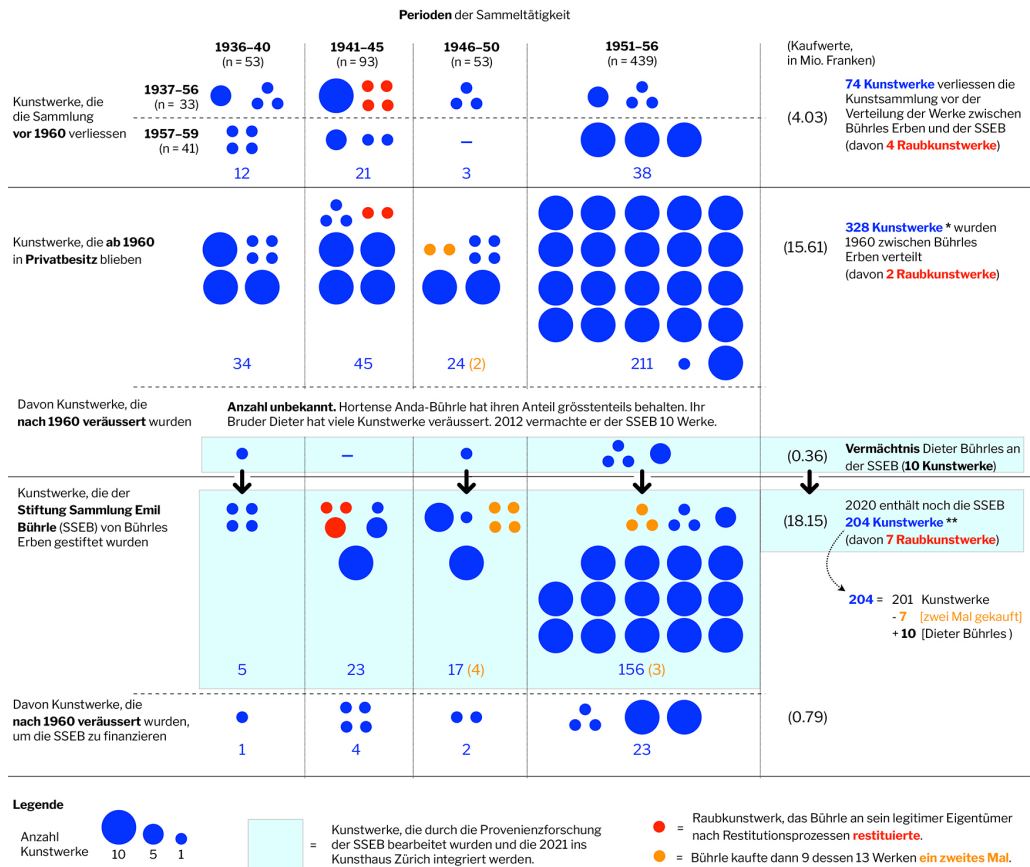 Perioden der Sammeltätigkeit
1936–40
(n = 53)
1941–45
(n = 93)
1946–50
(n = 53)
1951–56
(n = 439)
(Kaufwerte,
in Mio. Franken)
Kunstwerke, die
die Sammlung
vor 1960 verliessen
1937–56
(n = 33)
1957–59
(n = 41)
–
12
21
3
38
(4.03)
74 Kunstwerke verliessen die
Kunstsammlung vor der
Verteilung der Werke zwischen
Bührles Erben und der SSEB
(davon 4 Raubkunstwerke)
Kunstwerke, die ab 1960
in Privatbesitz blieben
34
45
24 (2)
211
(15.61)
328 Kunstwerke * wurden
1960 zwischen Bührles
Erben verteilt
(davon 2 Raubkunstwerke)
Davon Kunstwerke, die
nach 1960 veräussert wurden
Anzahl unbekannt. Hortense Anda-Bührle hat ihren Anteil grösstenteils behalten. Ihr
Bruder Dieter hat viele Kunstwerke veräussert. 2012 vermachte er der SSEB 10 Werke.
–
(0.36)
Vermächtnis Dieter Bührles an
der SSEB (10 Kunstwerke)
Kunstwerke, die der
Stiftung Sammlung Emil
Bührle (SSEB) von Bührles
Erben gestiftet wurden
5
23
17 (4)
156 (3)
(18.15)
2020 enthält noch die SSEB
204 Kunstwerke **
(davon 7 Raubkunstwerke)
204 = 201 Kunstwerke
- 7 [zwei Mal gekauft]
+ 10 [Dieter Bührles )
Davon Kunstwerke, die
nach 1960 veräussert wurden,
um die SSEB zu finanzieren
1
4
2
23
(0.79)
Legende
Anzahl
Kunstwerke
10 5 1
= Kunstwerke, die durch die Provenienzforschung
der SSEB bearbeitet wurden und die 2021 ins
Kunsthaus Zürich integriert werden.
= Raubkunstwerk, das Bührle an sein legitimer Eigentümer
nach Restitutionsprozessen restituierte.
= Bührle kaufte dann 9 dessen 13 Werken ein zweites Mal.